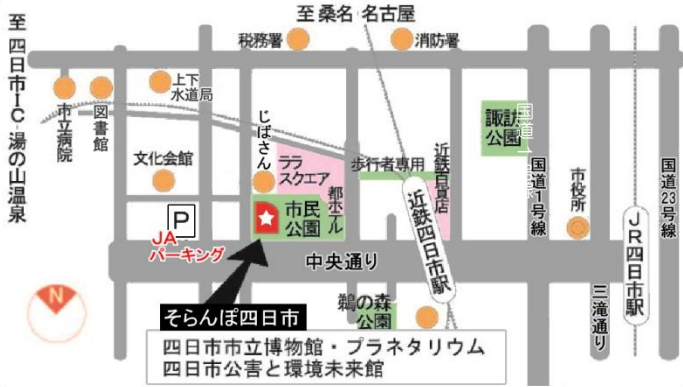 至 桑名 名古屋
至 四日市IC・湯の山温泉
税務署
消防署
上下
水道局
市立病院
図書館
じばさん
文化会館
ララ
スクエア
歩行者専用
近鉄百貨店
諏訪
公園
国道1号線
市役所
国道23号線
都ホテル
市民
公園
P
JA
パーキング
近鉄四日市駅
JR四日市駅
中央通り
三滝通り
鵜の森
公園
N
そらんぽ四日市
四日市市立博物館・プラネタリウム
四日市公害と環境未来館